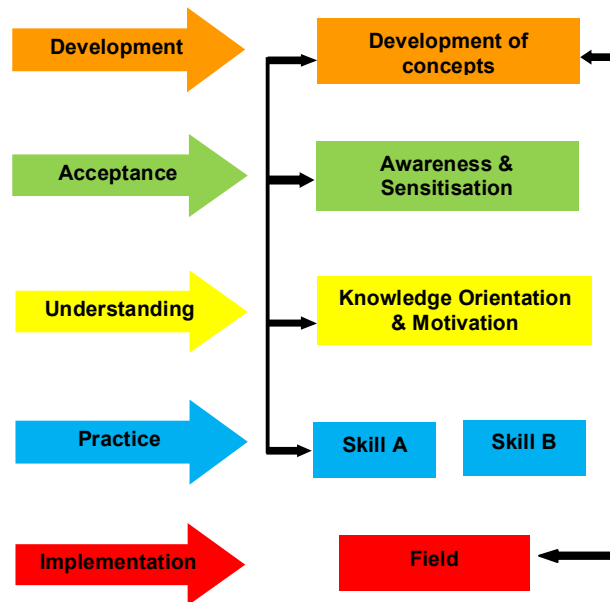 Development
Development of
concepts
Acceptance
Awareness &
Sensitisation
Understanding
Knowledge Orientation
& Motivation
Practice
Skill A
Skill B
Implementation
Field